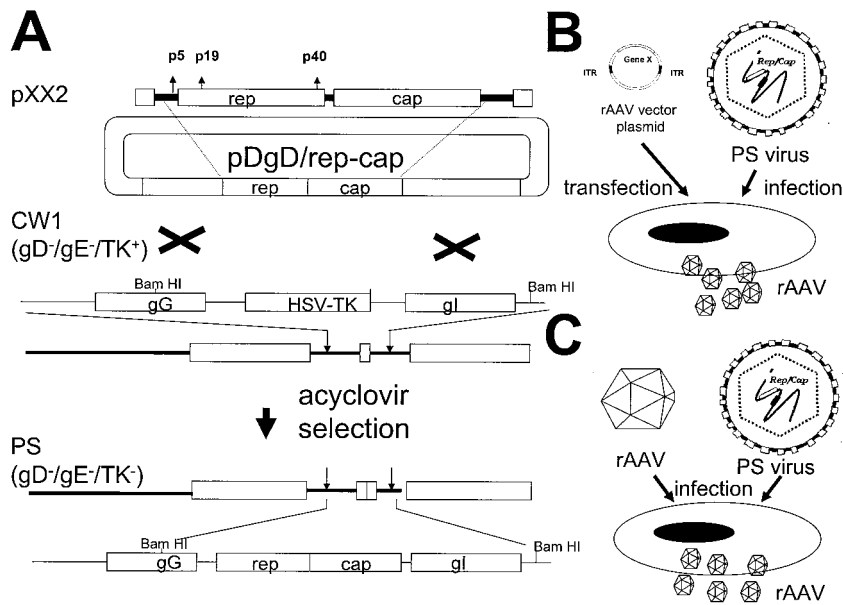 A
p5 p19 p40
pXX2
rep cap
pDgD/rep-cap
rep cap
CW1
(gD-/gE-/TK+)
Bam HI
Bam HI
gG HSV-TK gI
acyclovir
selection
PS
(gD-/gE-/TK-)
Bam HI
Bam HI
gG rep cap gI
B
Gene X
ITR ITR
Rep/Cap
rAAV vector
plasmid
PS virus
transfection infection
rAAV
C
Rep/Cap
rAAV
PS virus
infection
rAAV